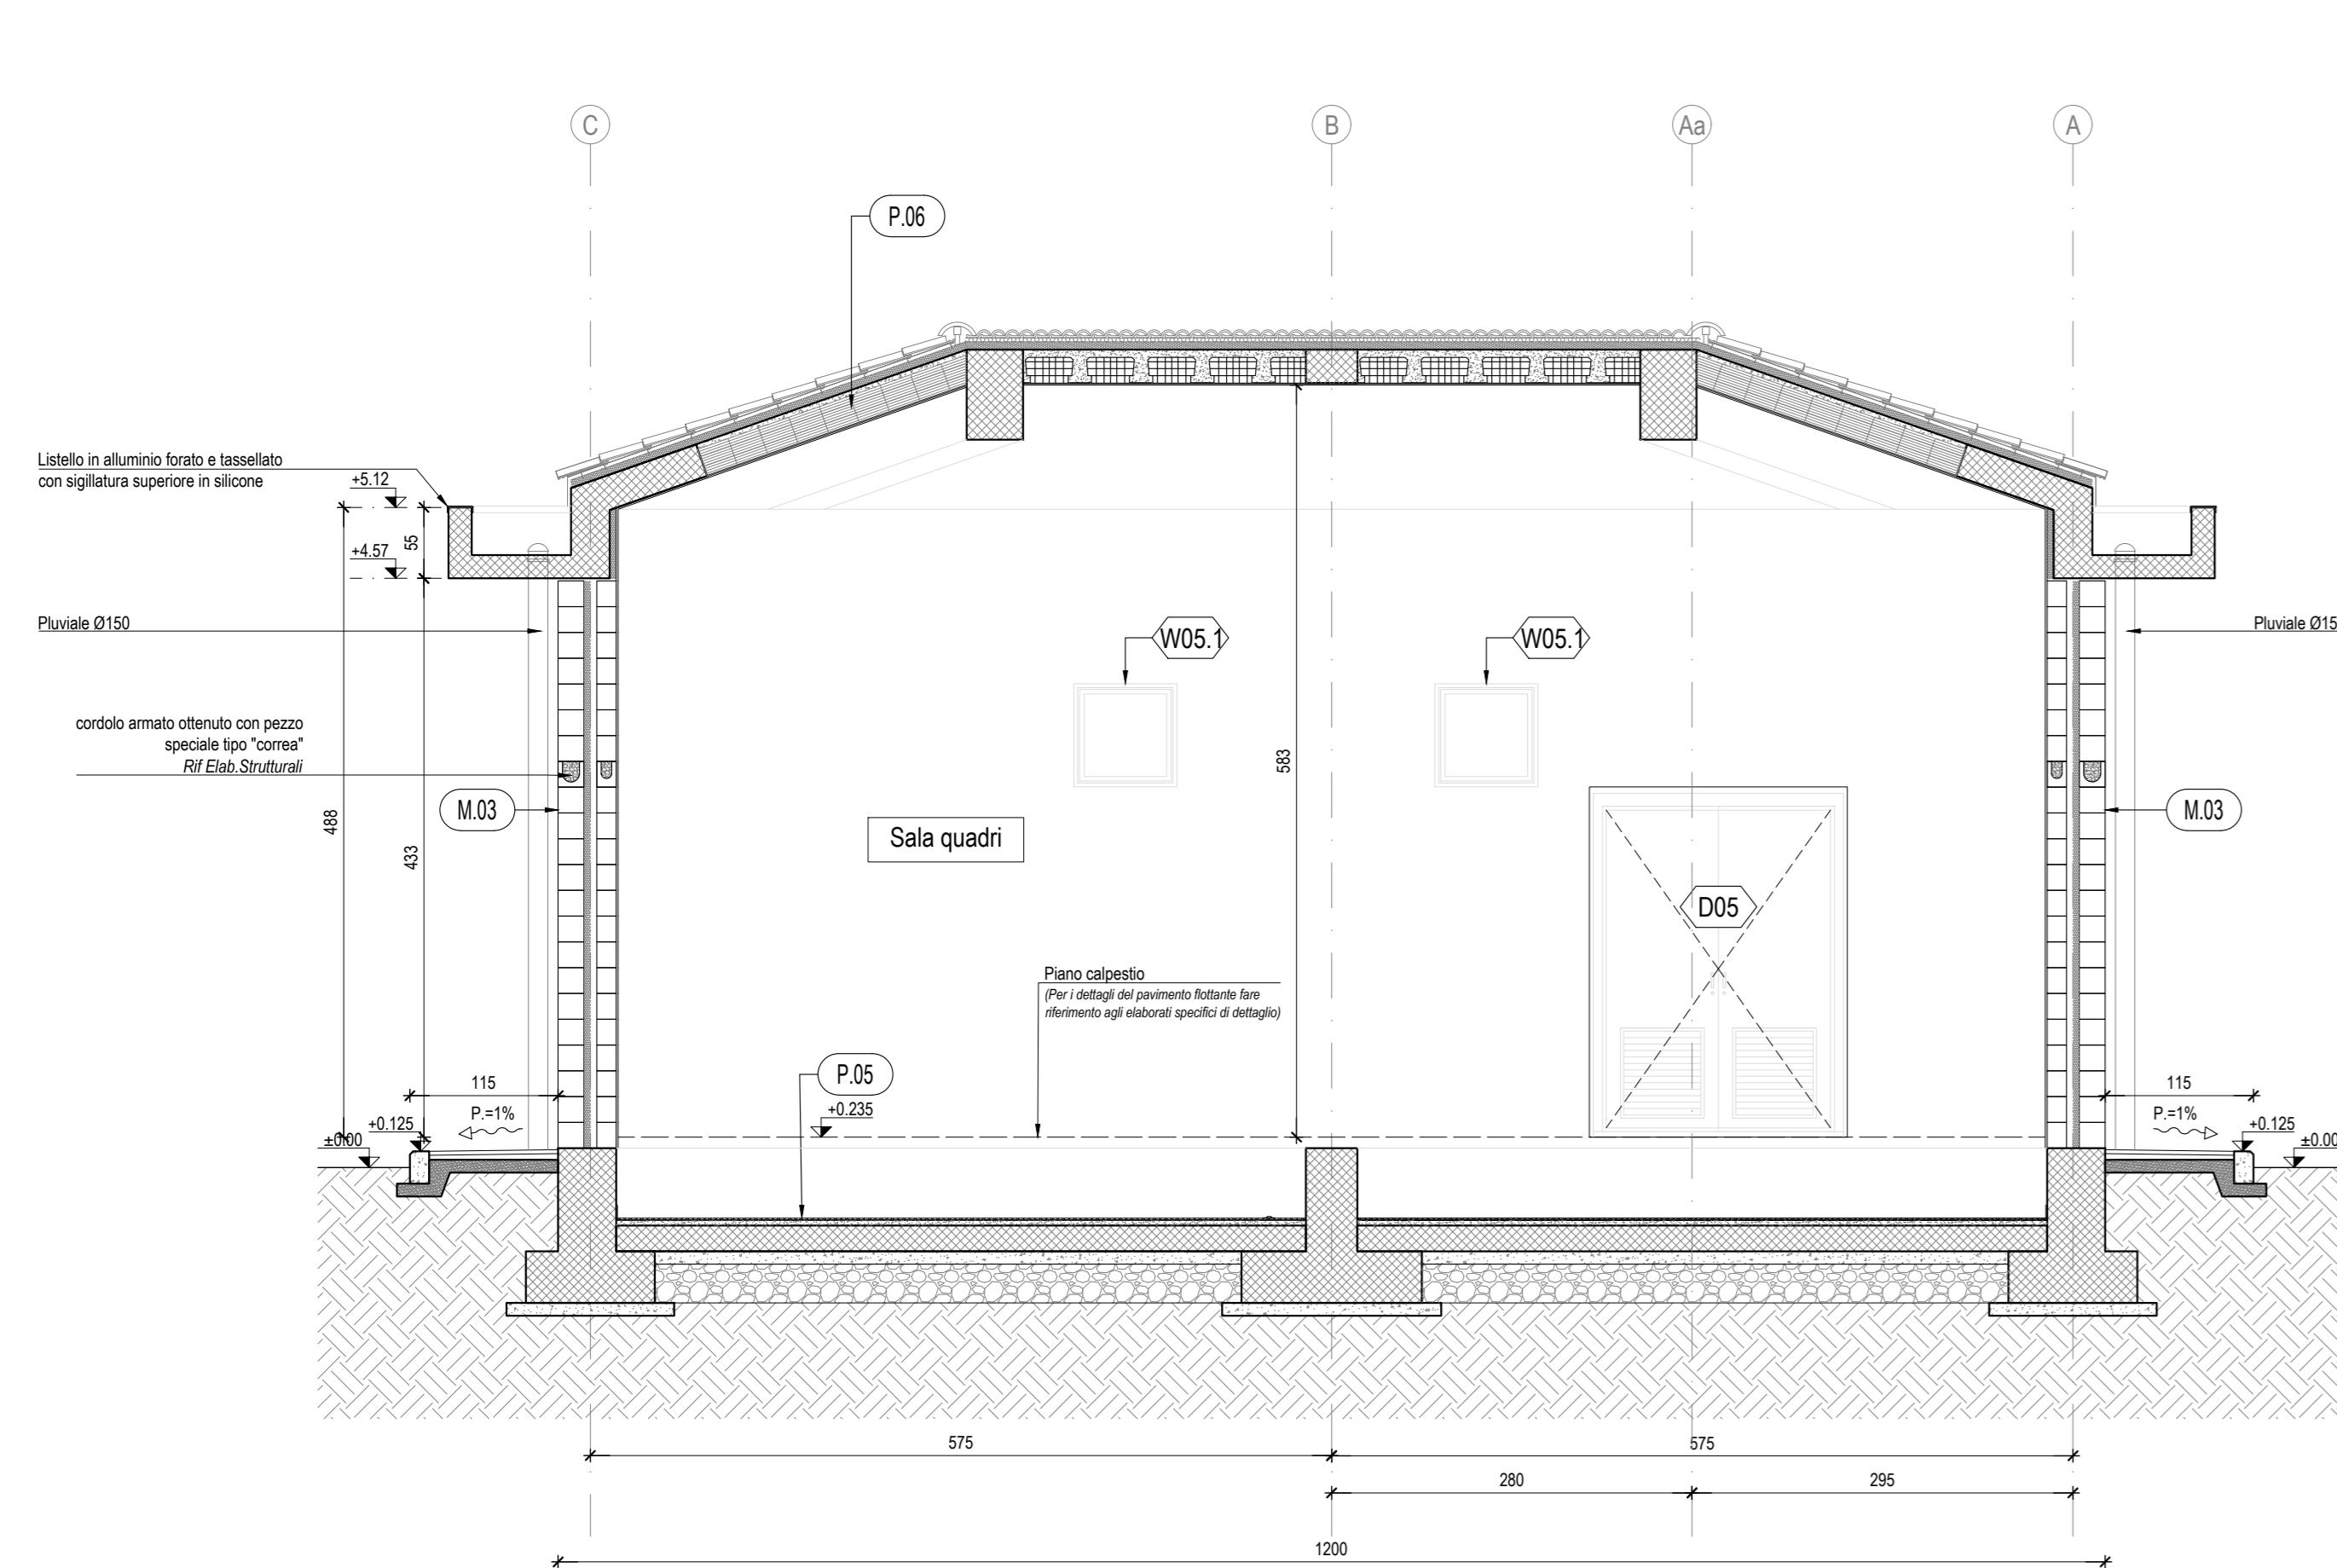 C
B
Aa
A
P.06
Listello in alluminio forato e tassellato
con sigillatura superiore in silicone
+5.12
55
+4.57
Pluviale Ø150
Pluviale Ø15
W05.1
W05.1
cordolo armato ottenuto con pezzo
speciale tipo "correa"
Rif Elab.Strutturali
583
M.03
M.03
488
433
Sala quadri
D05
Piano calpestio
(Per i dettagli del pavimento flottante fare
riferimento agli elaborati specifici di dettaglio)
P.05
115
115
+0.235
P.=1%
P.=1%
+0.125
+0.125
±0.00
±0.00
575
575
280
295
1200